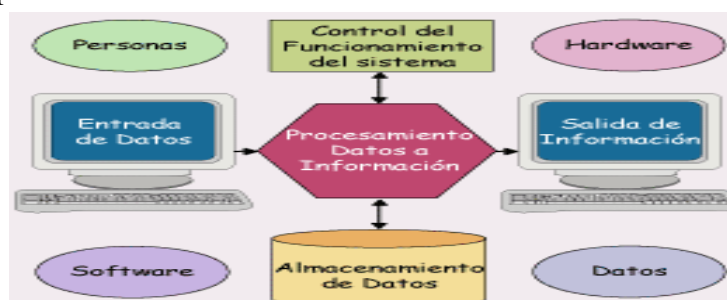 Personas
Control del
Funcionamiento
del sistema
Hardware
Entrada
de Datos
Procesamiento
Datos a
Información
Salida de
Información
Software
Almacenamiento
de Datos
Datos